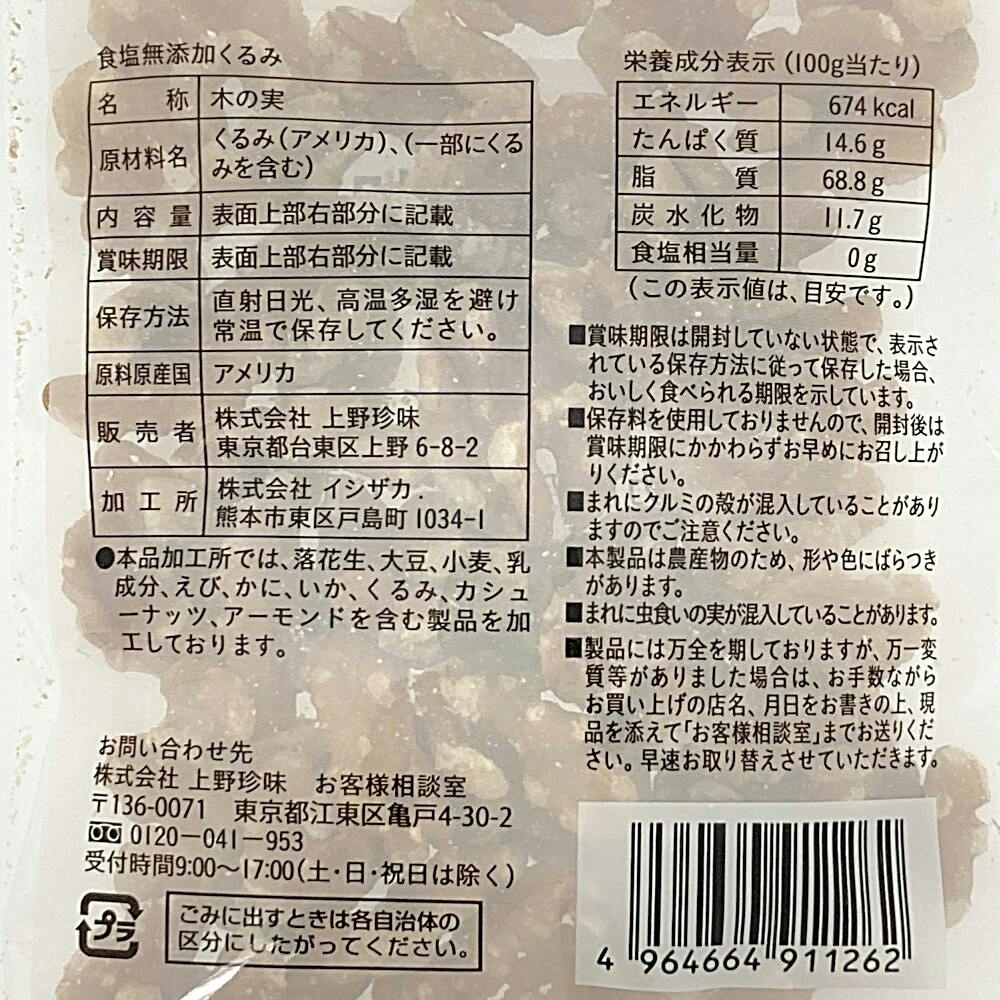 食塩無添加くるみ
名 称 木の実
原材料名 くるみ(アメリカ)、(一部にくる
みを含む)
内容量 表面上部右部分に記載
賞味期限 表面上部右部分に記載
保存方法 直射日光、高温多湿を避け
常温で保存してください。
原料原産国 アメリカ
販売者 株式会社 上野珍味
東京都台東区上野6-8-2
加工所 株式会社 イシザカ.
熊本市東区戸島町1034-1
●本品加工所では、落花生、大豆、小麦、乳
成分、えび、かに、いか、くるみ、カシュ
ーナッツ、アーモンドを含む製品を加
工しております。
お問い合わせ先
株式会社 上野珍味 お客様相談室
〒136-0071 東京都江東区亀戸4-30-2
0120-041-953
受付時間9:00~17:00(土・日・祝日は除く)
プラ
ごみに出すときは各自治体の
区分にしたがってください。
栄養成分表示(100g当たり)
エネルギー 674kcal
たんぱく質 14.6g
脂質 68.8g
炭水化物 11.7g
食塩相当量 0g
(この表示値は、目安です。)
■賞味期限は開封していない状態で、表示さ
れている保存方法に従って保存した場合、
おいしく食べられる期限を示しています。
■保存料を使用しておりませんので、開封後は
賞味期限にかかわらずお早めにお召し上が
りください。
■まれにクルミの殻が混入していることがあり
ますのでご注意ください。
■本製品は農産物のため、形や色にばらつき
があります。
■まれに虫食いの実が混入していることがあります。
■製品には万全を期しておりますが、万一変
質等がありました場合は、お手数ながら
お買い上げの店名、月日をお書きの上、現
品を添えて「お客様相談室」までお送りくだ
さい。早速お取り替えさせていただきます。
4 964664 911262